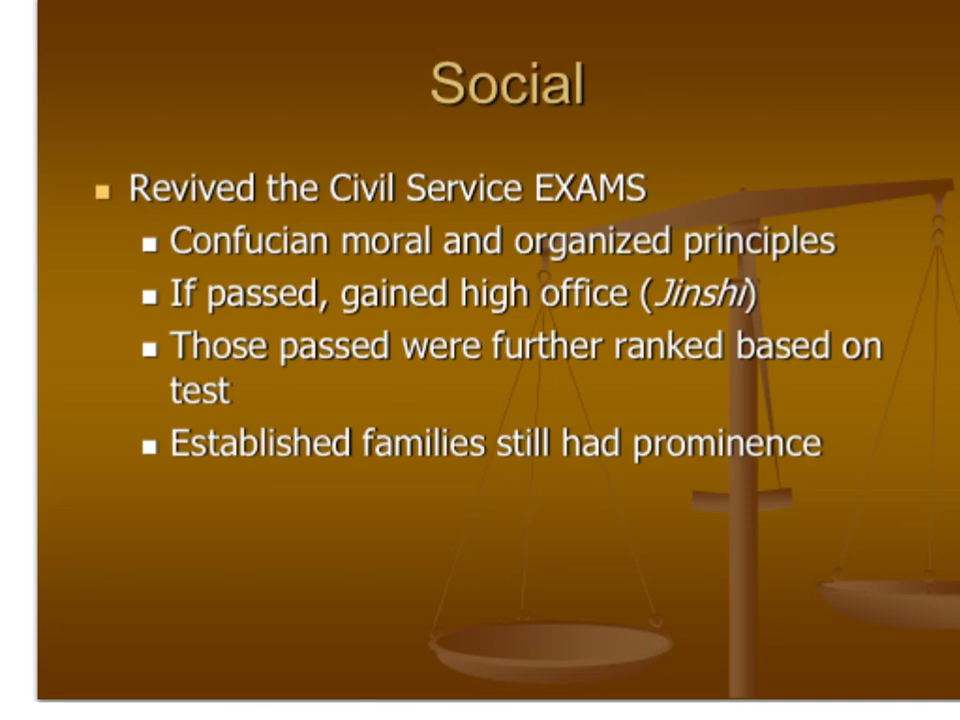 Social
Revived the Civil Service EXAMS
Confucian moral and organized principles
If passed, gained high office (Jinshi)
Those passed were further ranked based on
test
Established families still had prominence